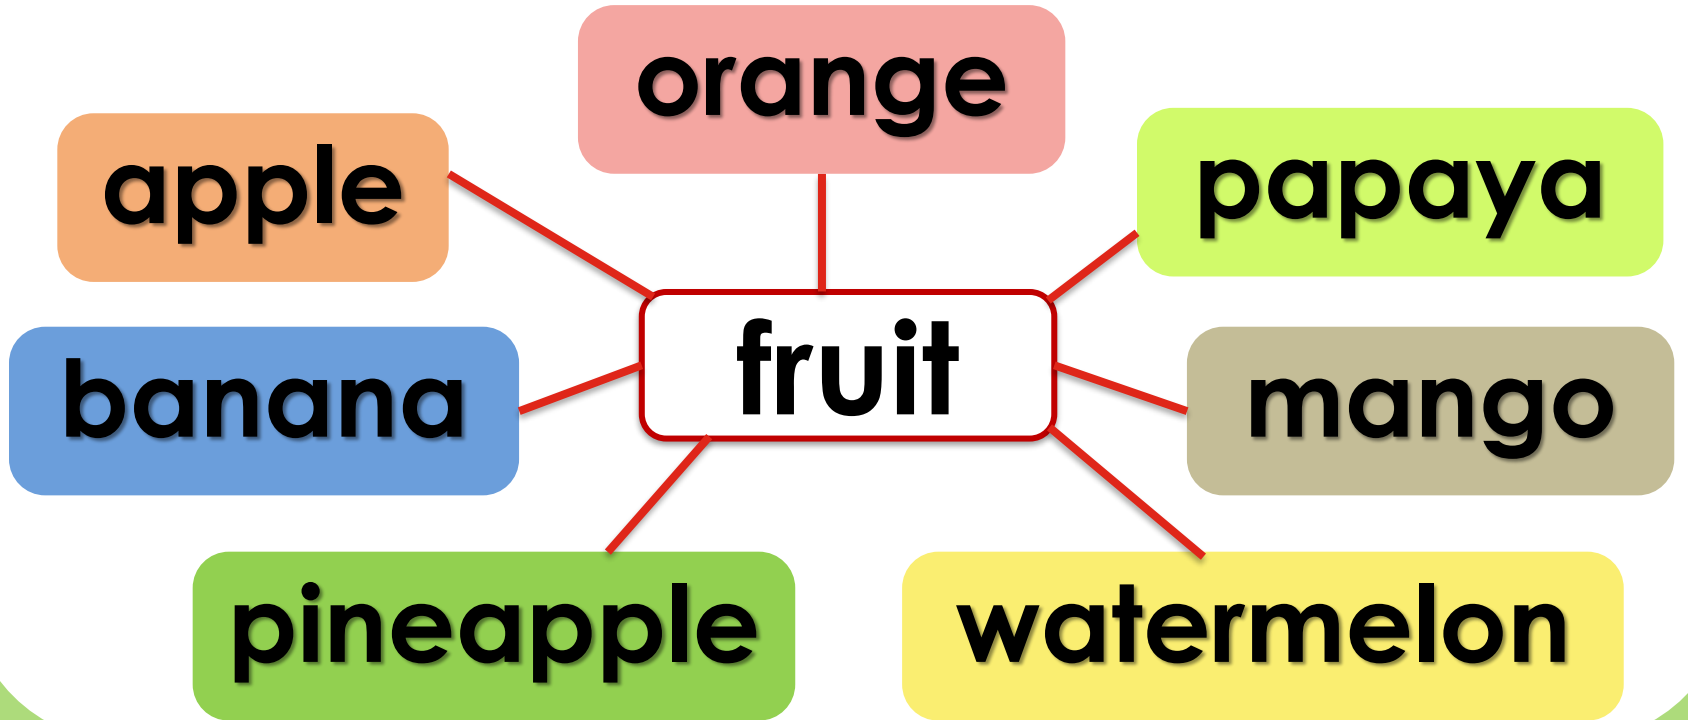 orange
apple
papaya
fruit
banana
mango
pineapple
watermelon